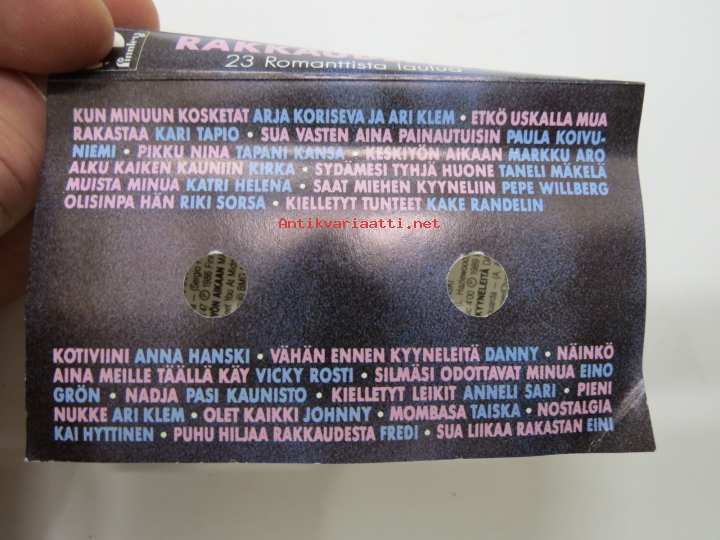 finnlevy
23 Romanttista laulua
KUN MINUUN KOSKETAT ARJA KORISEVA JA ARI KLEM • ETKÖ USKALLA MUA
RAKASTAA KARI TAPIO • SUA VASTEN AINA PAINAUTUISIN PAULA KOIVU-
NIEMI • PIKKU NINA TAPANI KANSA • KESKIYÖN AIKAAN MARKKU ARO
ALKU KAIKEN KAUNIIN KIRKA • SYDÄMESI TYHJÄ HUONE TANELI MÄKELÄ
MUISTA MINUA KATRI HELENA • SAAT MIEHEN KYYNELIIN PEPE WILLBERG
OLISINPA HÄN RIKI SORSA • KIELLETYT TUNTEET KAKE RANDELIN
Antikvariaatti.net
KOTIVIINI ANNA HANSKI • VÄHÄN ENNEN KYYNELEITÄ DANNY • NÄINKÖ
AINA MEILLE TÄÄLLÄ KÄY VICKY ROSTI • SILMÄSI ODOTTAVAT MINUA EINO
GRÖN • NADJA PASI KAUNISTO • KIELLETYT LEIKIT ANNELI SARI • PIENI
NUKKE ARI KLEM • OLET KAIKKI JOHNNY • MOMBASA TAISKA • NOSTALGIA
KAI HYTTINEN • PUHU HILJAA RAKKAUDESTA FREDI • SUA LIIKAA RAKASTAN EINI